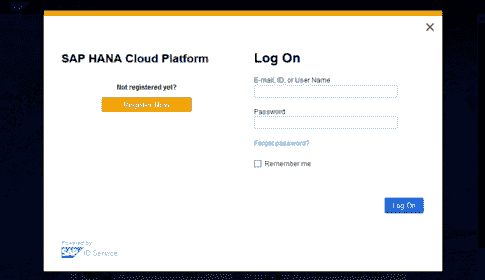 SAP HANA Cloud Platform
Not registered yet?
Register Now
Log On
E-mail, ID, or User Name
Password
Forgot password?
Remember me
Log On
Powered by
SAP ID Service